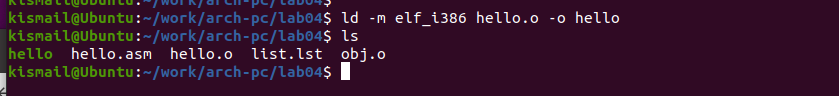 kismail@Ubuntu:~/work/arch-pc/lab04$ ld -m elf_i386 hello.o -o hello
kismail@Ubuntu:~/work/arch-pc/lab04$ ls
hello hello.asm hello.o list.lst obj.o
kismail@Ubuntu:~/work/arch-pc/lab04$